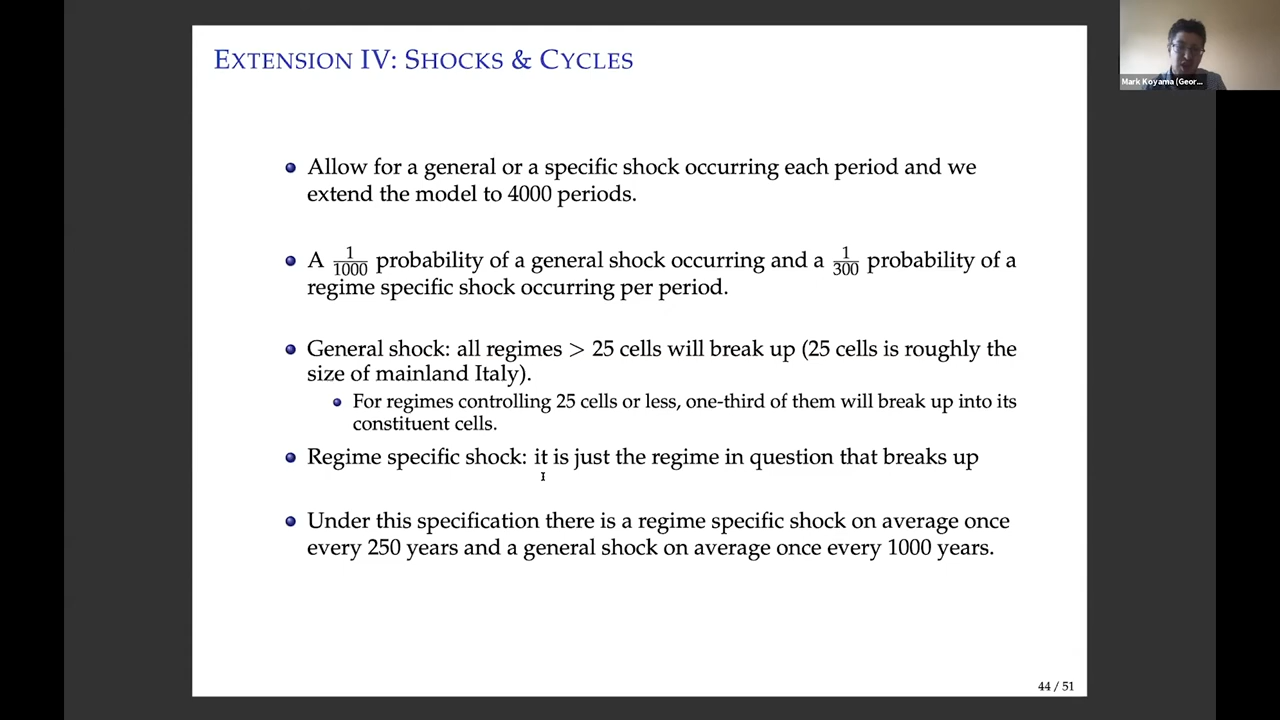 EXTENSION IV: SHOCKS & CYCLES
Mark Koyama (Geor...
Allow for a general or a specific shock occurring each period and we
extend the model to 4000 periods.
A 1/1000 probability of a general shock occurring and a 1/300 probability of a
regime specific shock occurring per period.
General shock: all regimes > 25 cells will break up (25 cells is roughly the
size of mainland Italy).
For regimes controlling 25 cells or less, one-third of them will break up into its
constituent cells.
Regime specific shock: it is just the regime in question that breaks up
Under this specification there is a regime specific shock on average once
every 250 years and a general shock on average once every 1000 years.
44 / 51